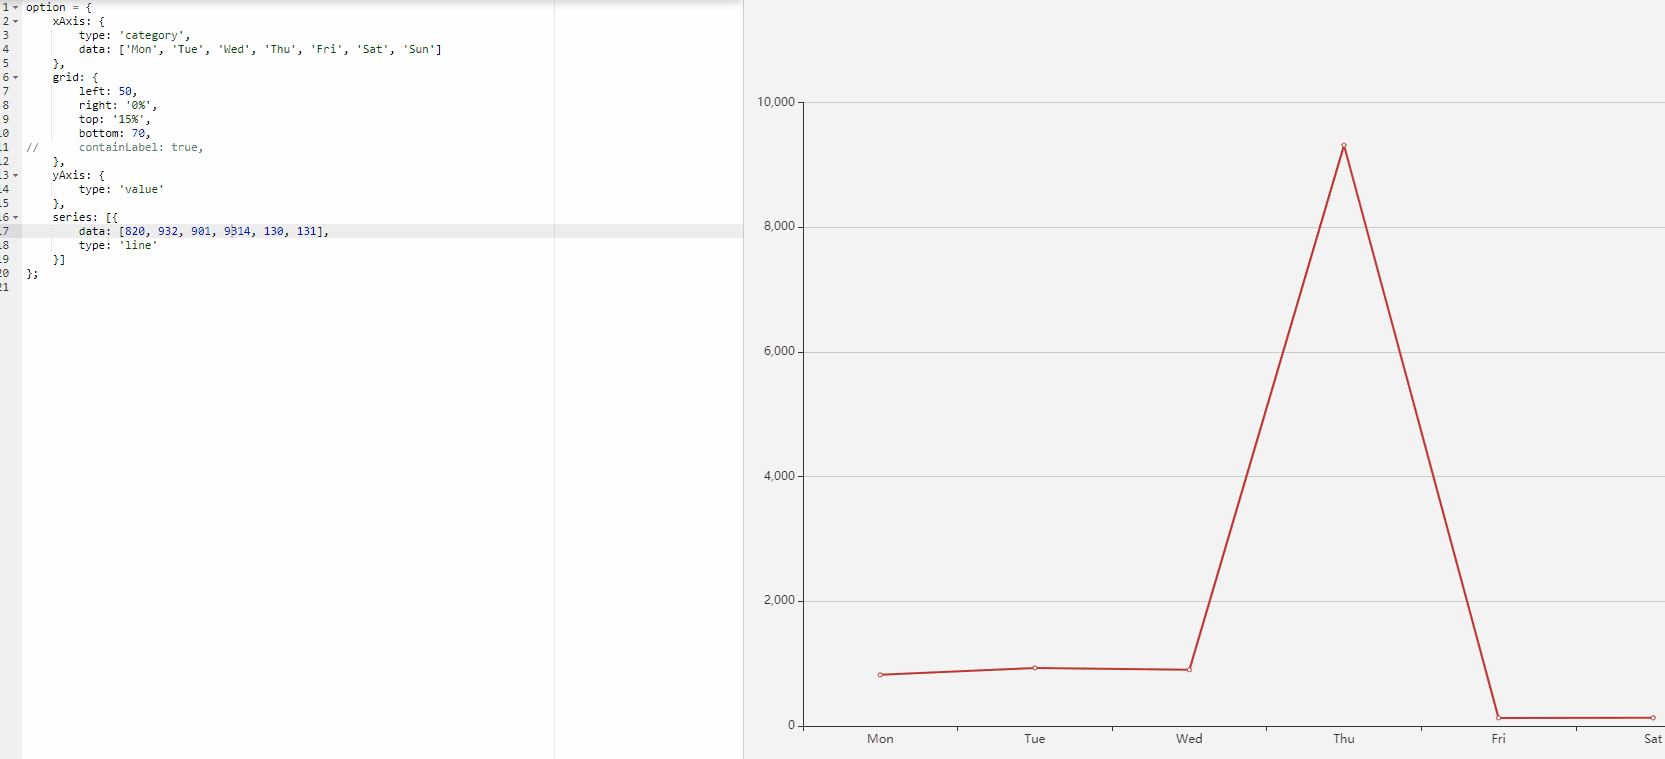 1 option = {
2 xAxis: {
3 type: 'category',
4 data: ['Mon', 'Tue', 'Wed', 'Thu', 'Fri', 'Sat', 'Sun']
5 },
6 grid: {
7 left: 50,
8 right: '0%',
9 top: '15%',
10 bottom: 70,
11 // containLabel: true,
12 },
13 yAxis: {
14 type: 'value'
15 },
16 series: [{
17 data: [820, 932, 901, 9314, 130, 131],
18 type: 'line'
19 }]
20 };
21
10,000
8,000
6,000
4,000
2,000
0
Mon Tue Wed Thu Fri Sat